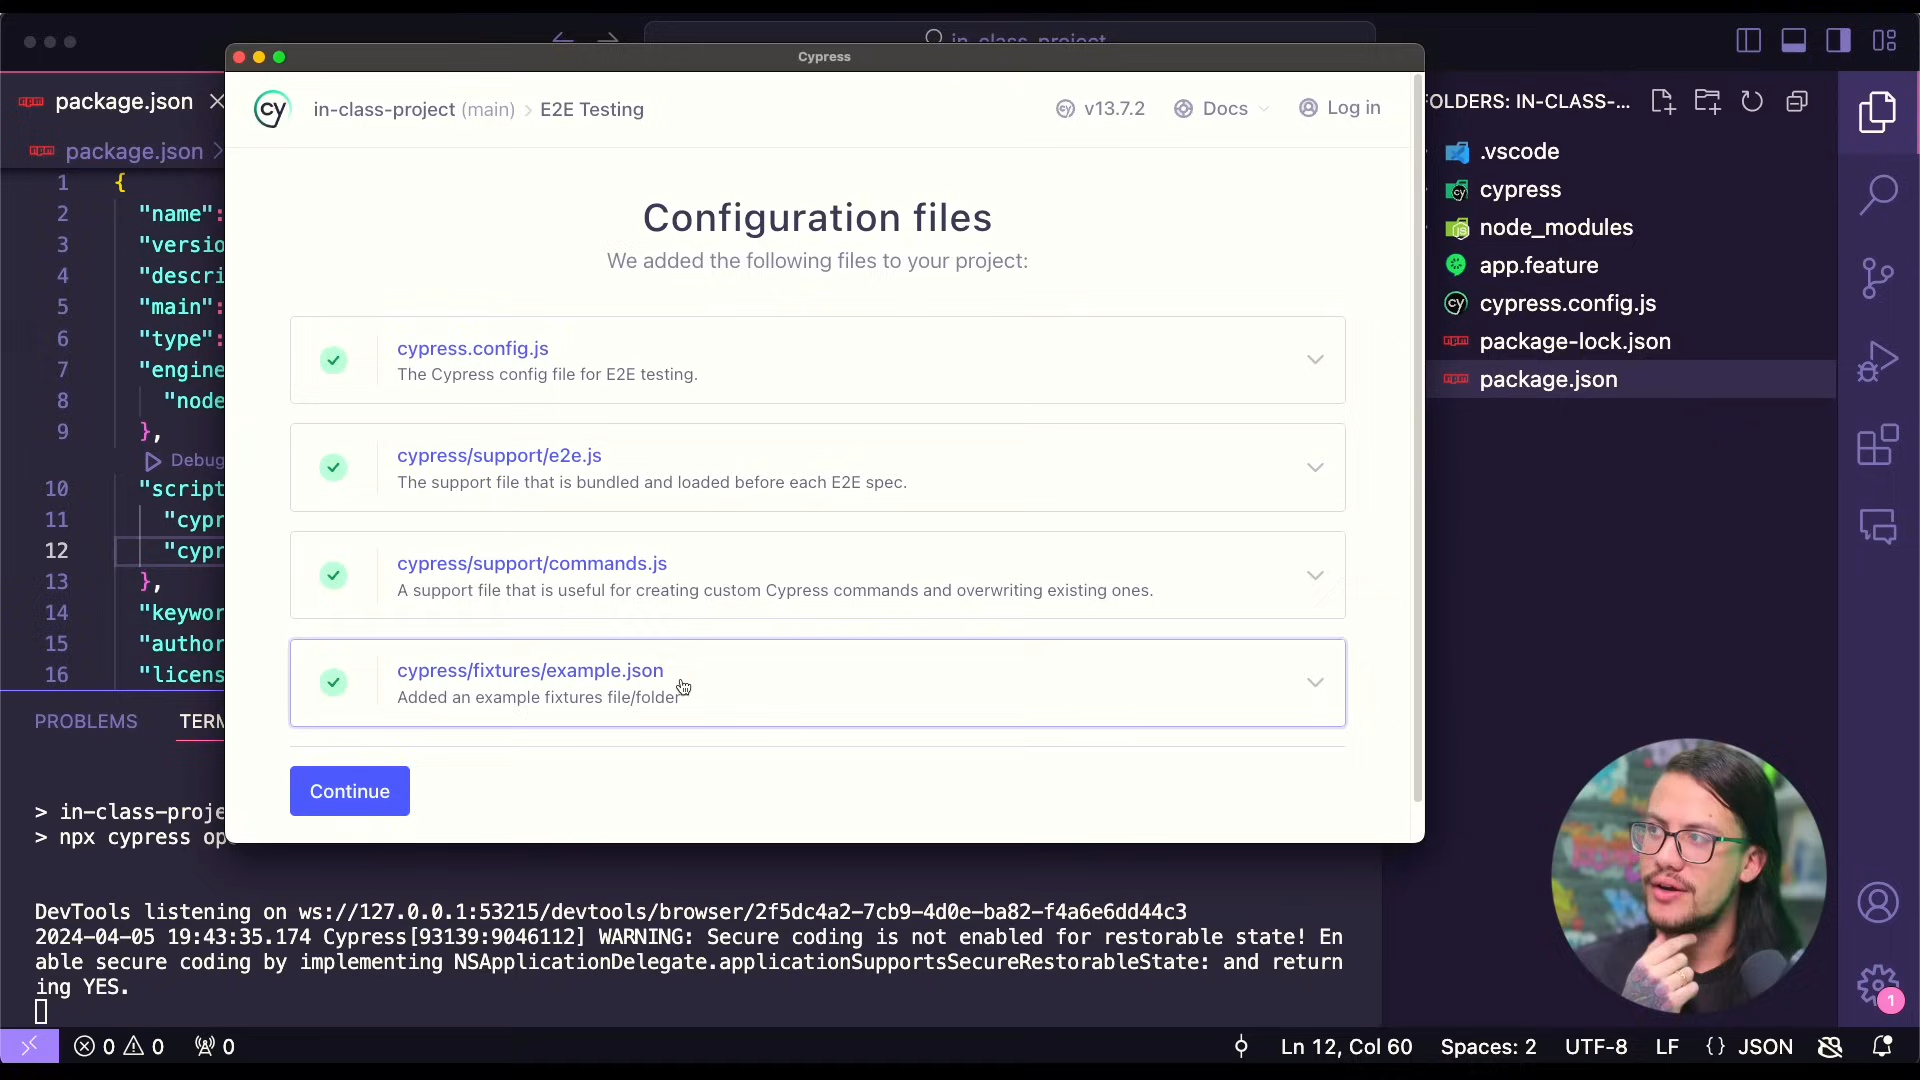 in_class_project
Cypress
package.json
package.json
1 {
2 "name":
3 "versio
4 "descri
5 "main":
6 "type":
7 "engine
8 "node
9 },
Debug
10 "script
11 "cypr
12 "cypr
13 },
14 "keywor
15 "author
16 "licens
cy in-class-project (main) > E2E Testing
cy v13.7.2
Docs
Log in
Configuration files
We added the following files to your project:
cypress.config.js
The Cypress config file for E2E testing.
cypress/support/e2e.js
The support file that is bundled and loaded before each E2E spec.
cypress/support/commands.js
A support file that is useful for creating custom Cypress commands and overwriting existing ones.
cypress/fixtures/example.json
Added an example fixtures file/folder
Continue
FOLDERS: IN-CLASS-...
.vscode
cypress
node_modules
app.feature
cypress.config.js
package-lock.json
package.json
PROBLEMS TERM
> in-class-proje
> npx cypress op
DevTools listening on ws://127.0.0.1:53215/devtools/browser/2f5dc4a2-7cb9-4d0e-ba82-f4a6e6dd44c3
2024-04-05 19:43:35.174 Cypress[93139:9046112] WARNING: Secure coding is not enabled for restorable state! En
able secure coding by implementing NSApplicationDelegate.applicationSupportsSecureRestorableState: and return
ing YES.
1
0 0 0
Ln 12, Col 60 Spaces: 2 UTF-8 LF {} JSON